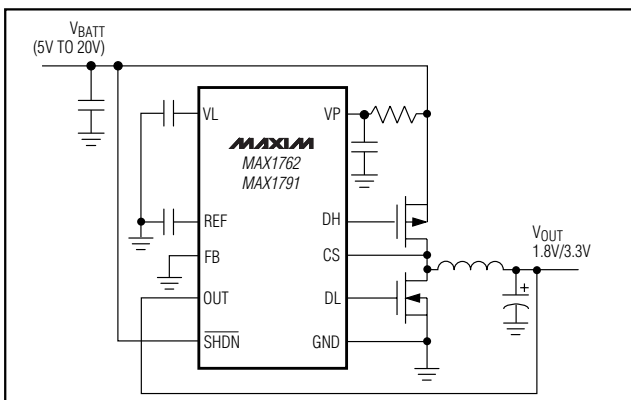 VBATT
(5V TO 20V)
VL
VP
MAXIM
MAX1762
MAX1791
REF
DH
FB
CS
VOUT
1.8V/3.3V
OUT
DL
+
SHDN
GND